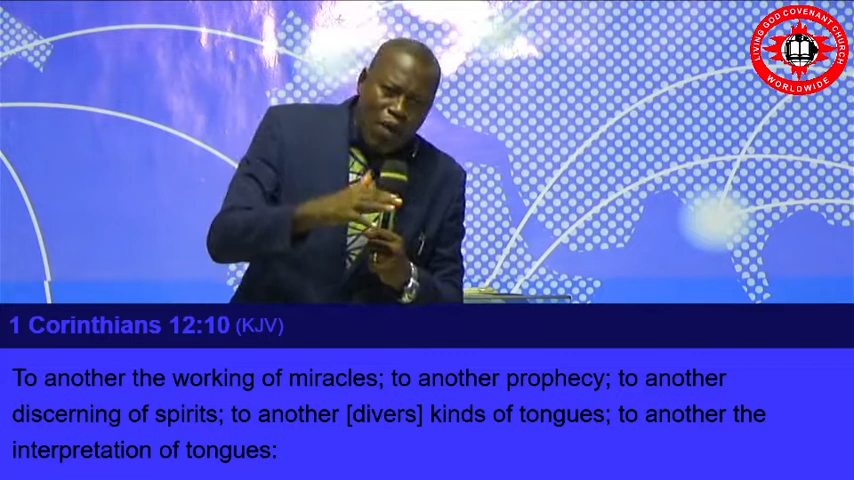 LIVING GOD COVENANT CHURCH
WORLDWIDE
1 Corinthians 12:10 (KJV)
To another the working of miracles; to another prophecy; to another
discerning of spirits; to another [divers] kinds of tongues; to another the
interpretation of tongues: